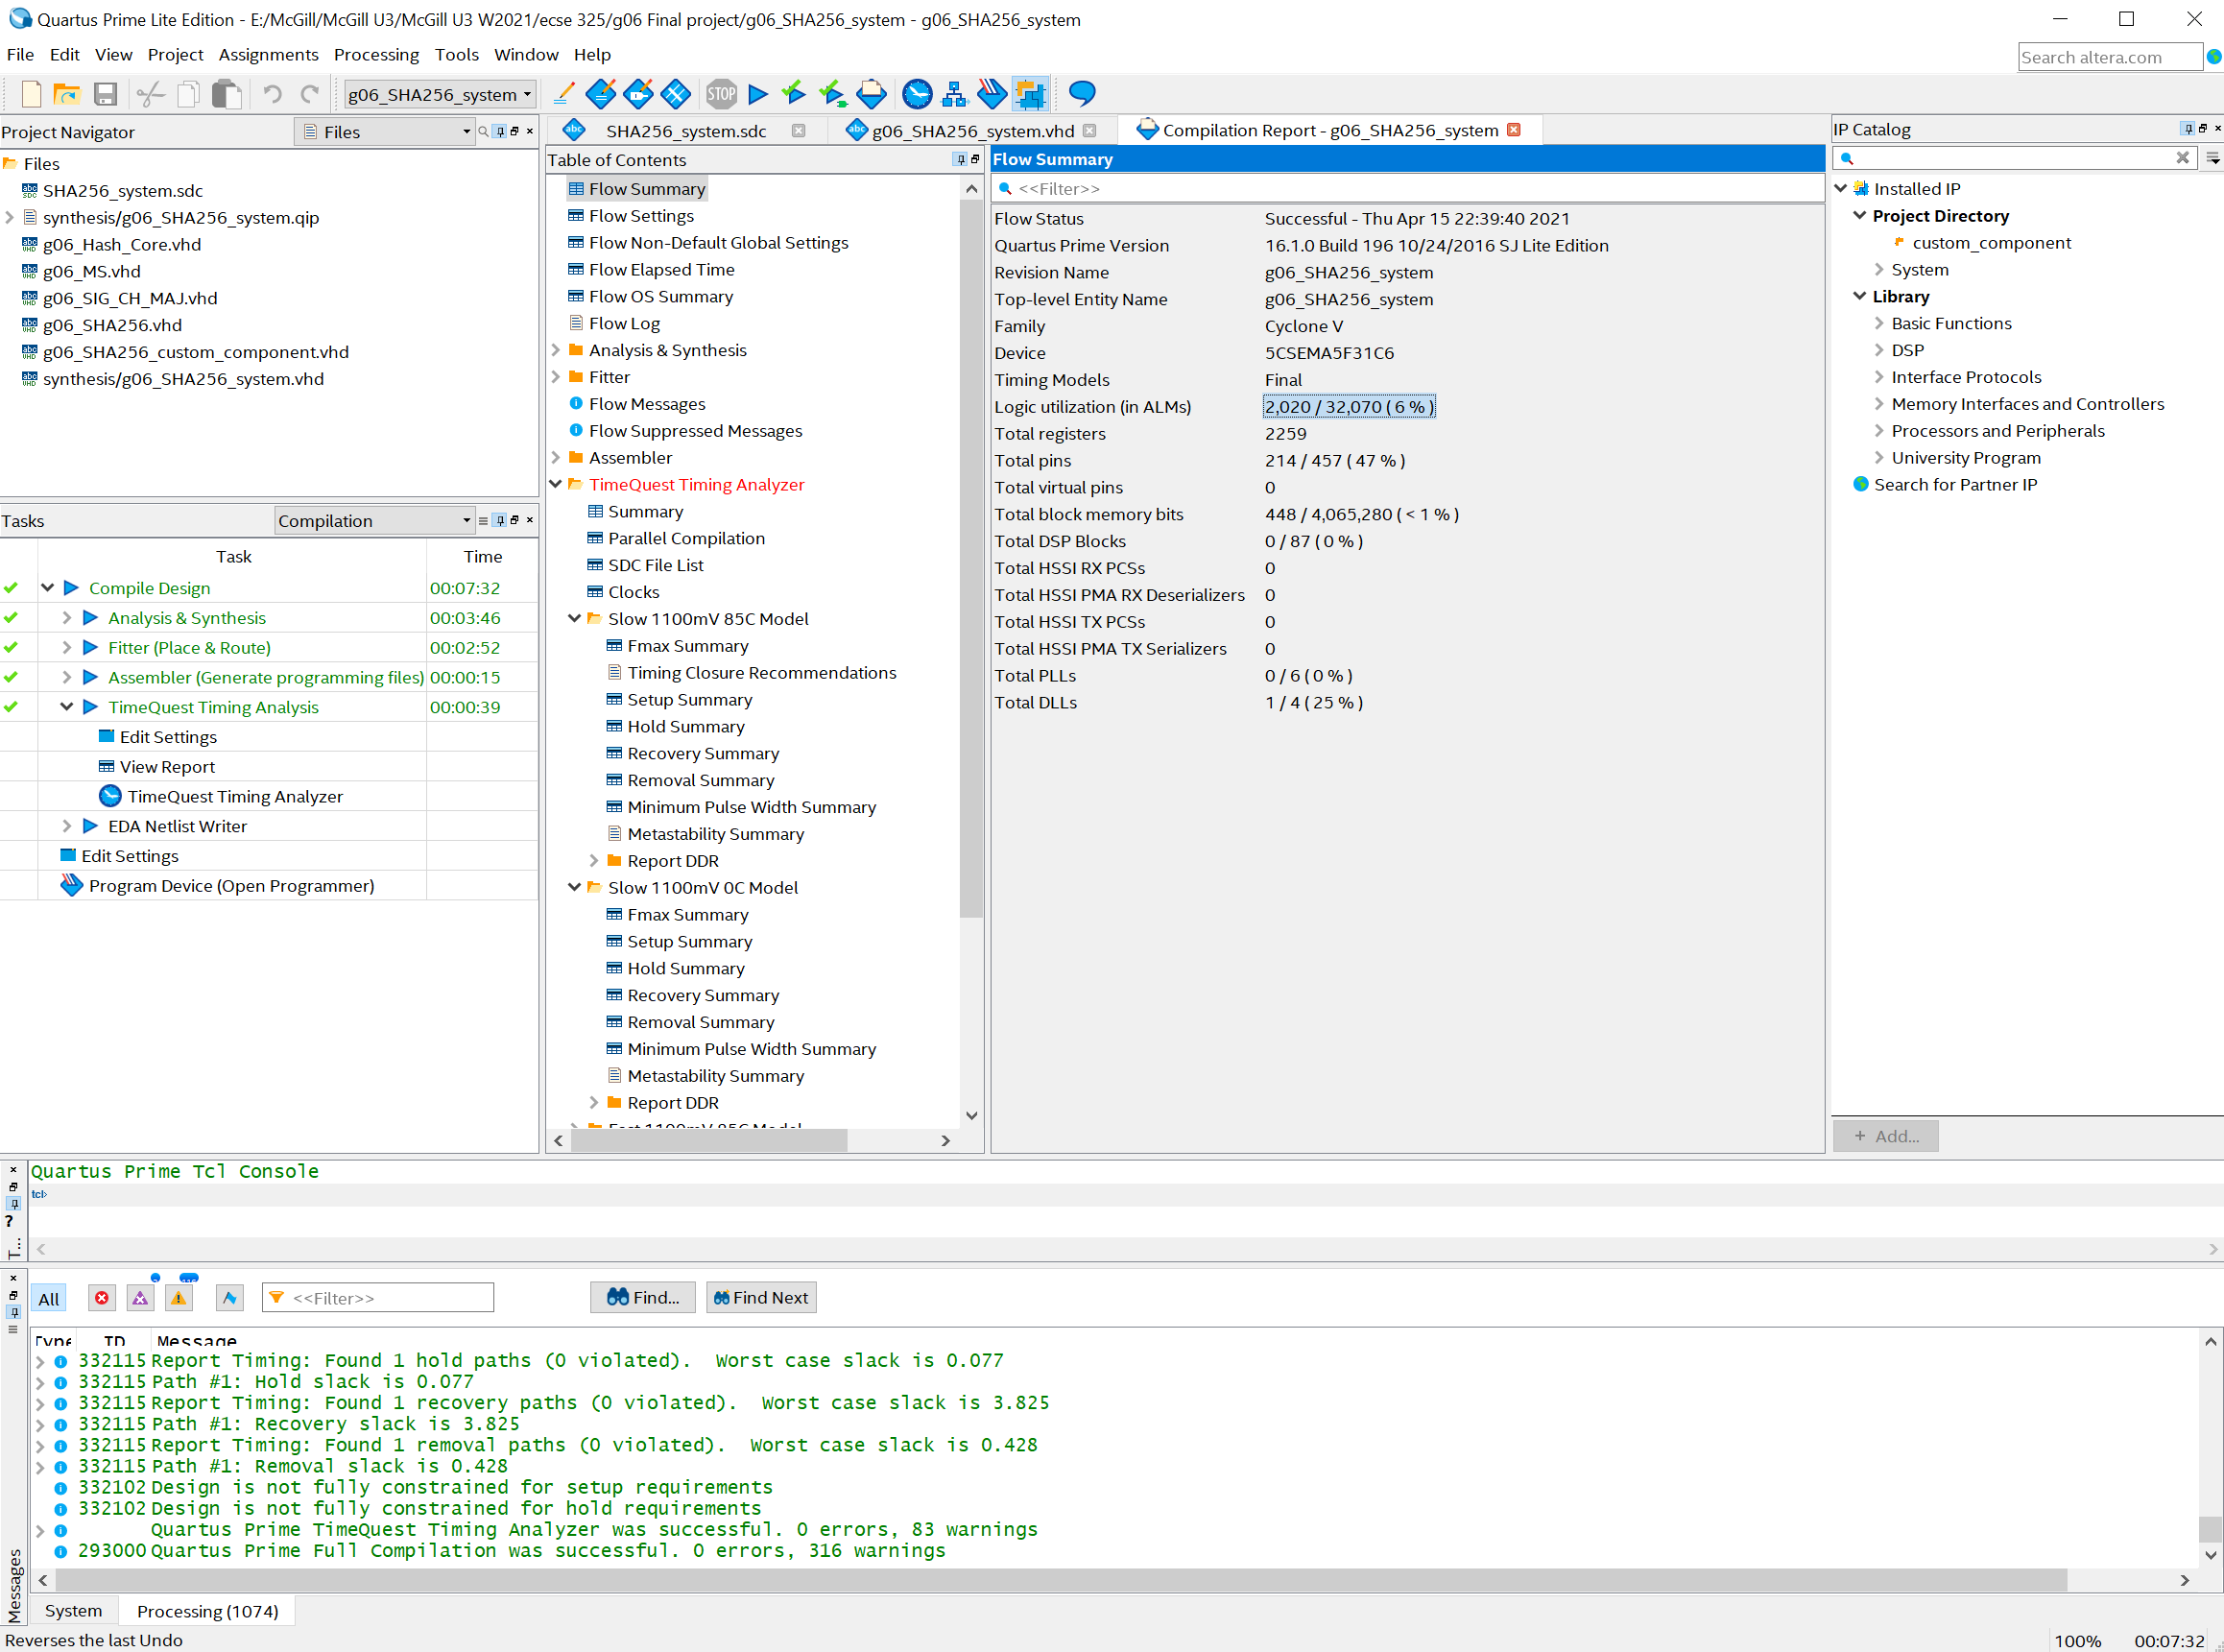 Quartus Prime Lite Edition - E:/McGill/McGill U3/McGill U3 W2021/ecse 325/g06 Final project/g06_SHA256_system - g06_SHA256_system
File Edit View Project Assignments Processing Tools Window Help
Search altera.com
g06_SHA256_system
STOP
Project Navigator
Files
Files
SHA256_system.sdc
synthesis/g06_SHA256_system.qip
g06_Hash_Core.vhd
g06_MS.vhd
g06_SIG_CH_MAJ.vhd
g06_SHA256.vhd
g06_SHA256_custom_component.vhd
synthesis/g06_SHA256_system.vhd
Tasks
Compilation
Task Time
Compile Design 00:07:32
Analysis & Synthesis 00:03:46
Fitter (Place & Route) 00:02:52
Assembler (Generate programming files) 00:00:15
TimeQuest Timing Analysis 00:00:39
Edit Settings
View Report
TimeQuest Timing Analyzer
EDA Netlist Writer
Edit Settings
Program Device (Open Programmer)
SHA256_system.sdc
g06_SHA256_system.vhd
Compilation Report - g06_SHA256_system
Table of Contents
Flow Summary
Flow Settings
Flow Non-Default Global Settings
Flow Elapsed Time
Flow OS Summary
Flow Log
Analysis & Synthesis
Fitter
Flow Messages
Flow Suppressed Messages
Assembler
TimeQuest Timing Analyzer
Summary
Parallel Compilation
SDC File List
Clocks
Slow 1100mV 85C Model
Fmax Summary
Timing Closure Recommendations
Setup Summary
Hold Summary
Recovery Summary
Removal Summary
Minimum Pulse Width Summary
Metastability Summary
Report DDR
Slow 1100mV 0C Model
Fmax Summary
Setup Summary
Hold Summary
Recovery Summary
Removal Summary
Minimum Pulse Width Summary
Metastability Summary
Report DDR
Fast 1100mV 85C Model
Flow Summary
<<Filter>>
Flow Status Successful - Thu Apr 15 22:39:40 2021
Quartus Prime Version 16.1.0 Build 196 10/24/2016 SJ Lite Edition
Revision Name g06_SHA256_system
Top-level Entity Name g06_SHA256_system
Family Cyclone V
Device 5CSEMA5F31C6
Timing Models Final
Logic utilization (in ALMs) 2,020 / 32,070 ( 6 % )
Total registers 2259
Total pins 214 / 457 ( 47 % )
Total virtual pins 0
Total block memory bits 448 / 4,065,280 ( < 1 % )
Total DSP Blocks 0 / 87 ( 0 % )
Total HSSI RX PCSs 0
Total HSSI PMA RX Deserializers 0
Total HSSI TX PCSs 0
Total HSSI PMA TX Serializers 0
Total PLLs 0 / 6 ( 0 % )
Total DLLs 1 / 4 ( 25 % )
IP Catalog
Installed IP
Project Directory
custom_component
System
Library
Basic Functions
DSP
Interface Protocols
Memory Interfaces and Controllers
Processors and Peripherals
University Program
Search for Partner IP
+ Add...
Quartus Prime Tcl Console
tcl>
T...
All
<<Filter>>
Find...
Find Next
Type ID Message
332115 Report Timing: Found 1 hold paths (0 violated).  Worst case slack is 0.077
332115 Path #1: Hold slack is 0.077
332115 Report Timing: Found 1 recovery paths (0 violated).  Worst case slack is 3.825
332115 Path #1: Recovery slack is 3.825
332115 Report Timing: Found 1 removal paths (0 violated).  Worst case slack is 0.428
332115 Path #1: Removal slack is 0.428
332102 Design is not fully constrained for setup requirements
332102 Design is not fully constrained for hold requirements
Quartus Prime TimeQuest Timing Analyzer was successful. 0 errors, 83 warnings
293000 Quartus Prime Full Compilation was successful. 0 errors, 316 warnings
Messages
System
Processing (1074)
Reverses the last Undo
100% 00:07:32